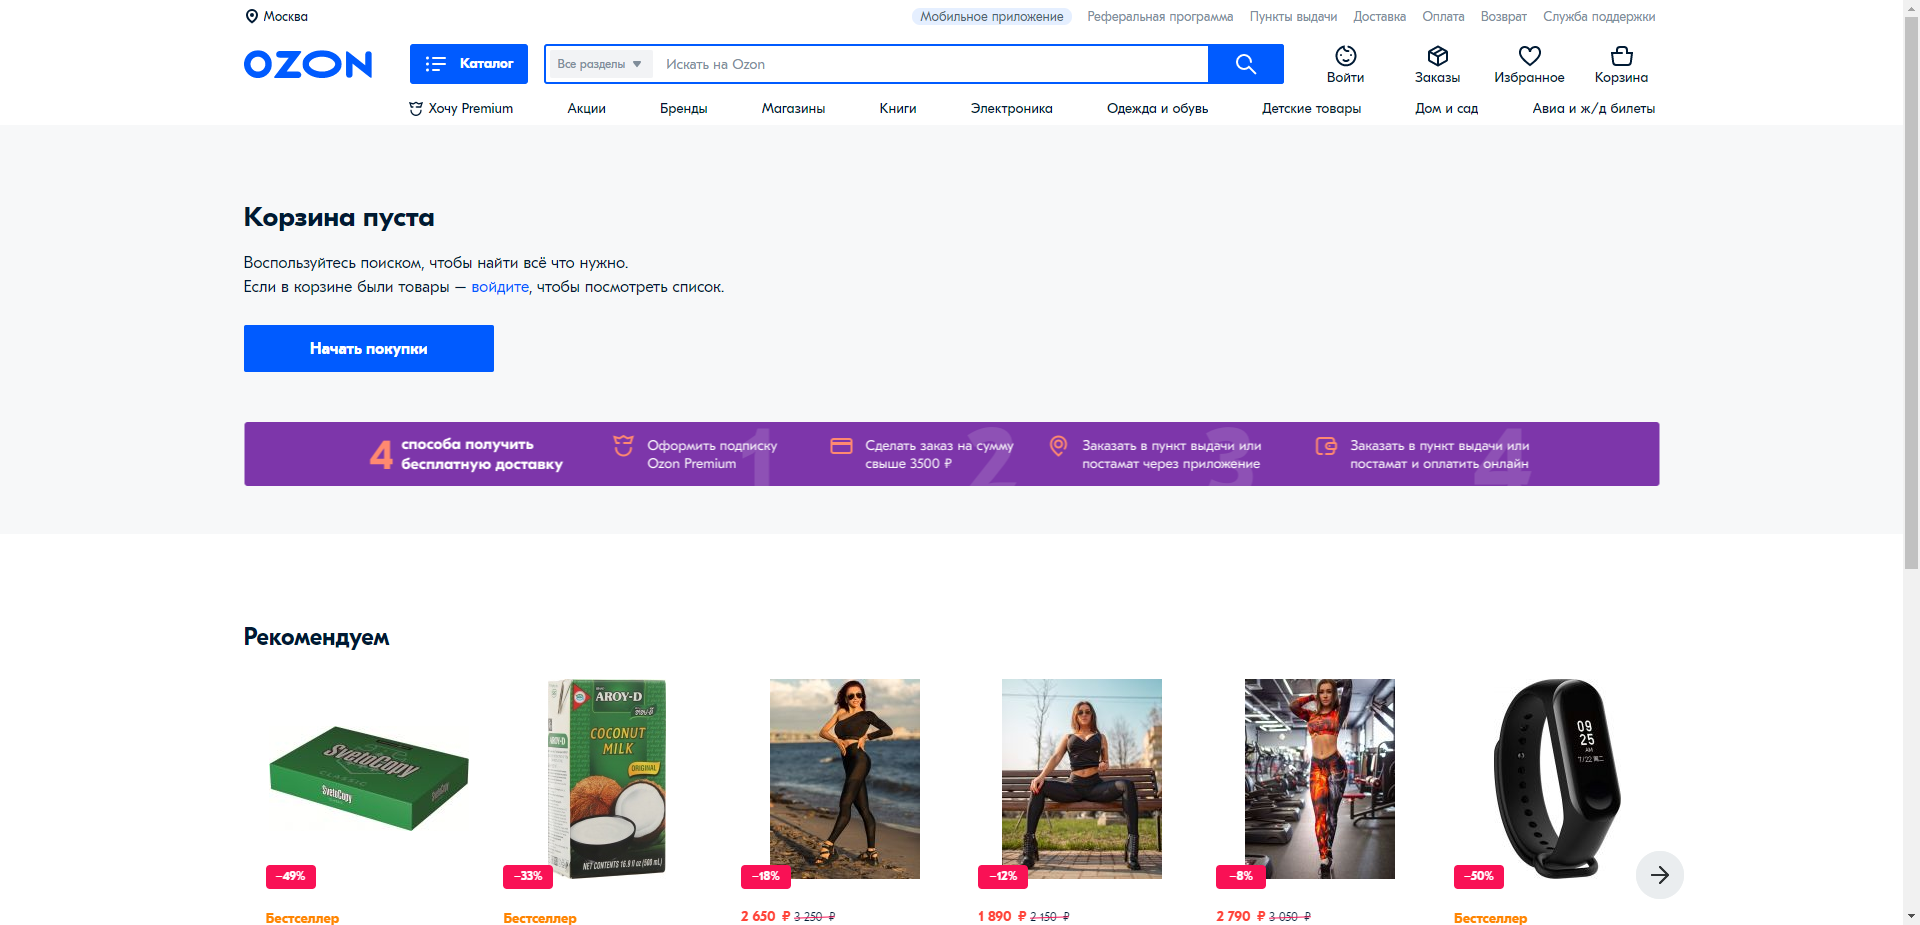 Москва
Мобильное приложение Реферальная программа Пункты выдачи Доставка Оплата Возврат Служба поддержки
OZON
Каталог
Все разделы
Искать на Ozon
Войти Заказы Избранное Корзина
Хочу Premium Акции Бренды Магазины Книги Электроника Одежда и обувь Детские товары Дом и сад Авиа и ж/д билеты
Корзина пуста
Воспользуйтесь поиском, чтобы найти всё что нужно.
Если в корзине были товары — войдите, чтобы посмотреть список.
Начать покупки
4 способа получить
бесплатную доставку
1
Оформить подписку
Ozon Premium
2
Сделать заказ на сумму
свыше 3500 ₽
3
Заказать в пункт выдачи или
постамат через приложение
4
Заказать в пункт выдачи или
постамат и оплатить онлайн
Рекомендуем
SvetoCopy
CLASSIC
SvetoCopy
SvetoCopy
AROY-D
AROY-D
COCONUT
MILK
ORIGINAL
NET CONTENTS 16.9 fl oz (500 mL)
09
25
AM
–49% –33% –18% –12% –8% –50%
Бестселлер
Бестселлер
2 650 ₽ 3 250 ₽
1 890 ₽ 2 150 ₽
2 790 ₽ 3 050 ₽
Бестселлер